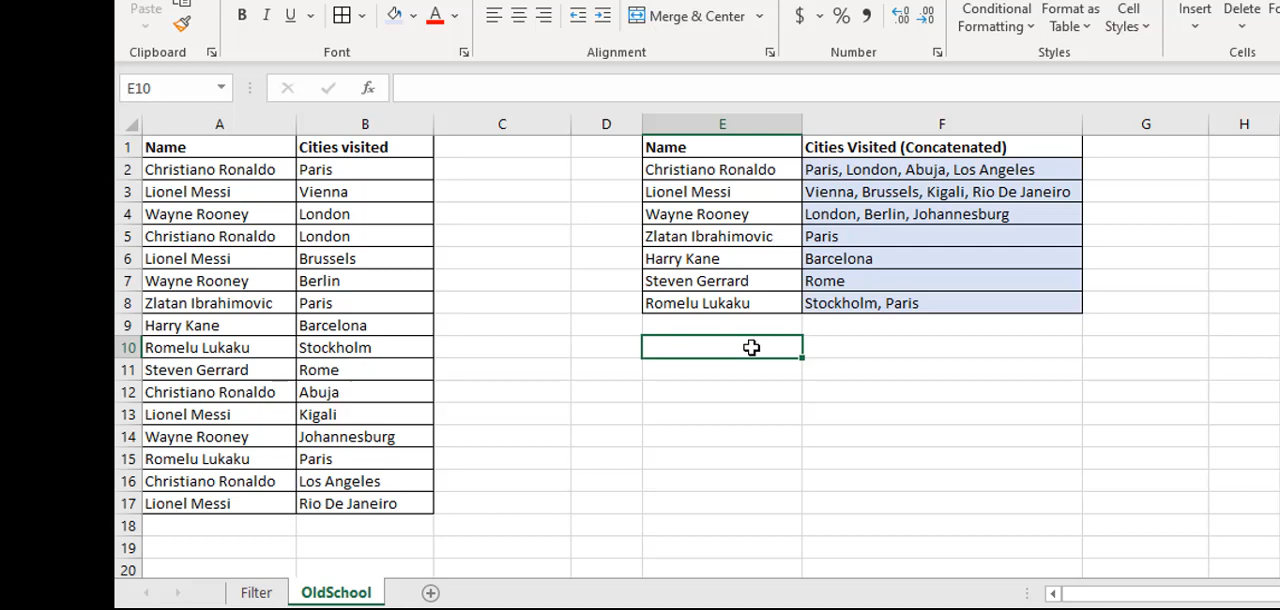 Paste
B I U
A
Merge & Center
$ % 9
Conditional Formatting
Format as Table
Cell Styles
Insert
Delete
Clipboard
Font
Alignment
Number
Styles
Cells
E10
fx
A B C D E F G H
1 Name Cities visited Name Cities Visited (Concatenated)
2 Christiano Ronaldo Paris Christiano Ronaldo Paris, London, Abuja, Los Angeles
3 Lionel Messi Vienna Lionel Messi Vienna, Brussels, Kigali, Rio De Janeiro
4 Wayne Rooney London Wayne Rooney London, Berlin, Johannesburg
5 Christiano Ronaldo London Zlatan Ibrahimovic Paris
6 Lionel Messi Brussels Harry Kane Barcelona
7 Wayne Rooney Berlin Steven Gerrard Rome
8 Zlatan Ibrahimovic Paris Romelu Lukaku Stockholm, Paris
9 Harry Kane Barcelona
10 Romelu Lukaku Stockholm
11 Steven Gerrard Rome
12 Christiano Ronaldo Abuja
13 Lionel Messi Kigali
14 Wayne Rooney Johannesburg
15 Romelu Lukaku Paris
16 Christiano Ronaldo Los Angeles
17 Lionel Messi Rio De Janeiro
18
19
20
Filter OldSchool